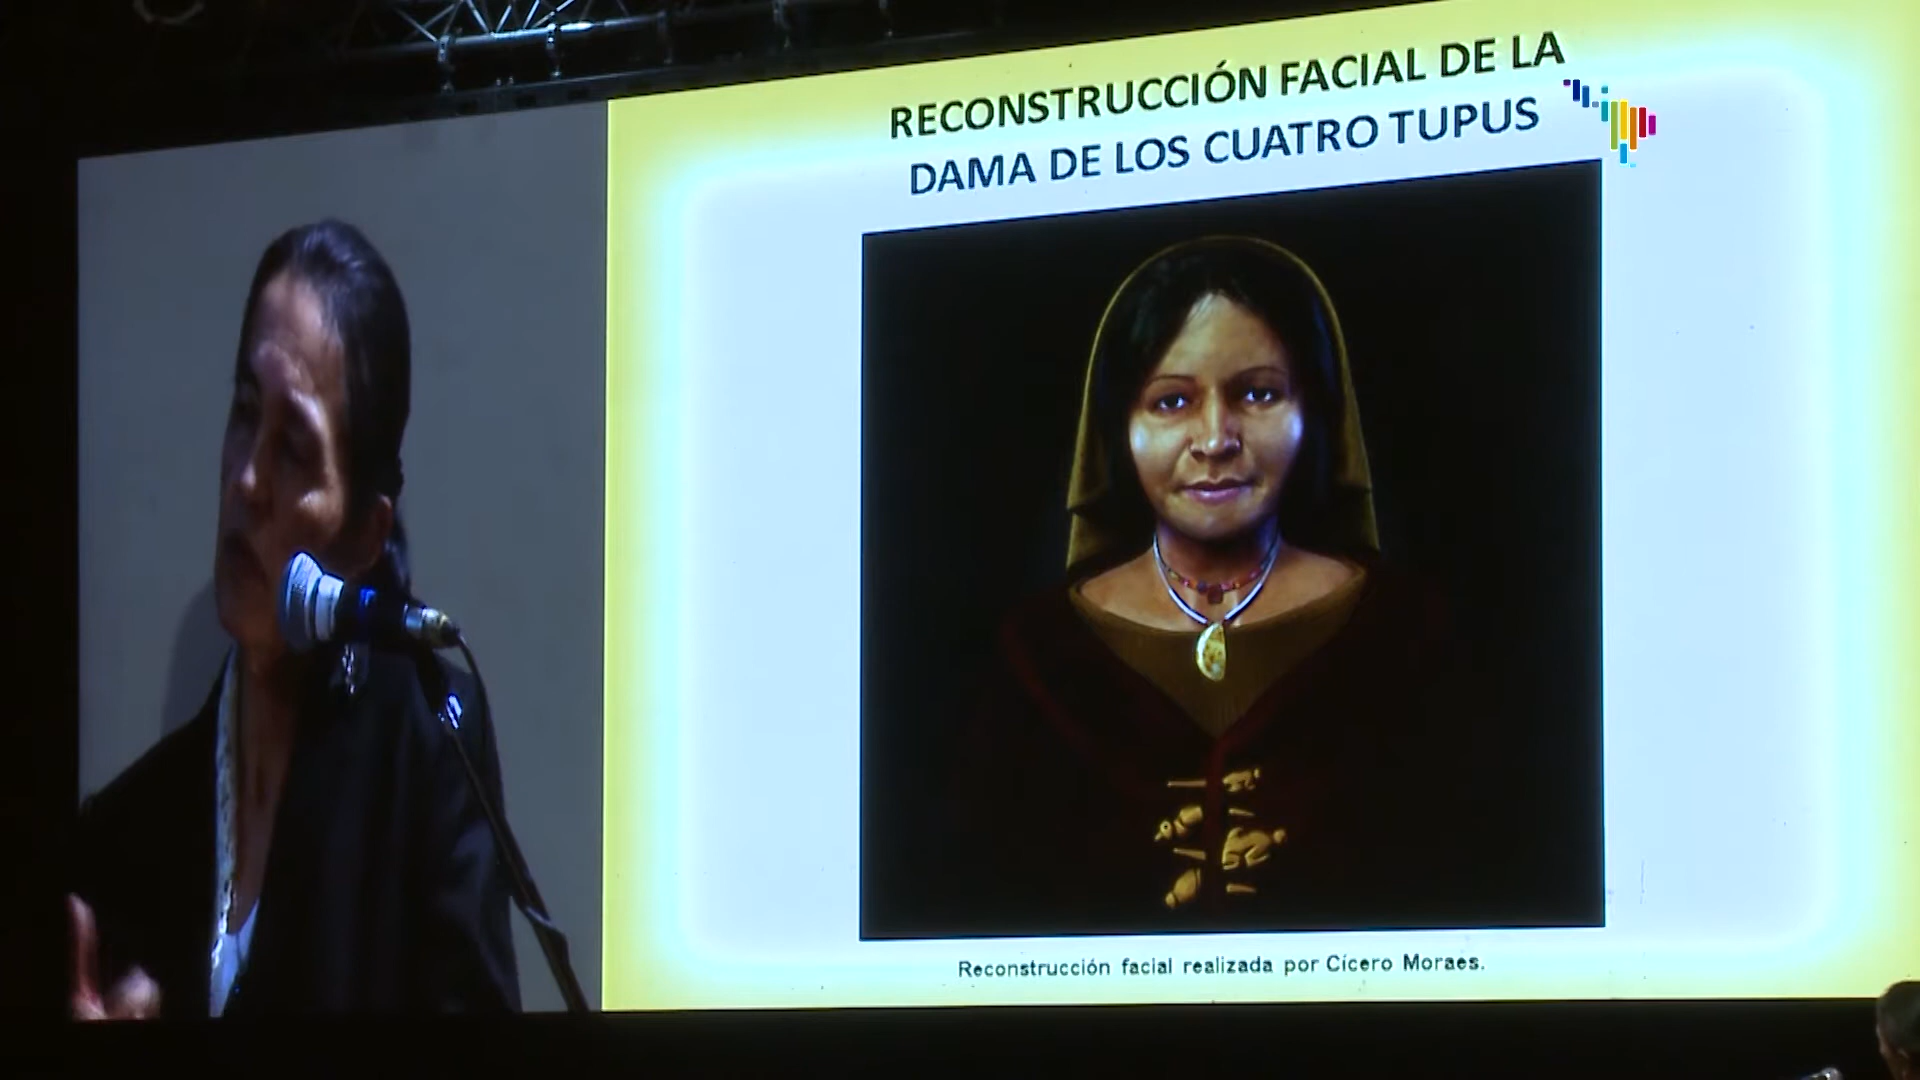 RECONSTRUCCIÓN FACIAL DE LA
DAMA DE LOS CUATRO TUPUS
Reconstrucción facial realizada por Cícero Moraes.